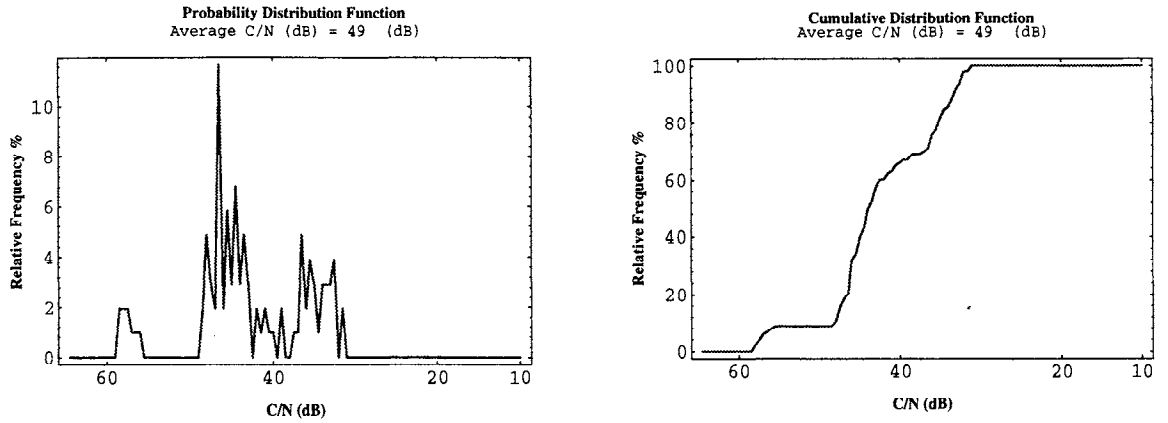 Probability Distribution Function
Average C/N (dB) = 49 (dB)
Relative Frequency %
10
8
6
4
2
0
60
40
20
10
C/N (dB)
Cumulative Distribution Function
Average C/N (dB) = 49 (dB)
Relative Frequency %
100
80
60
40
20
0
60
40
20
10
C/N (dB)